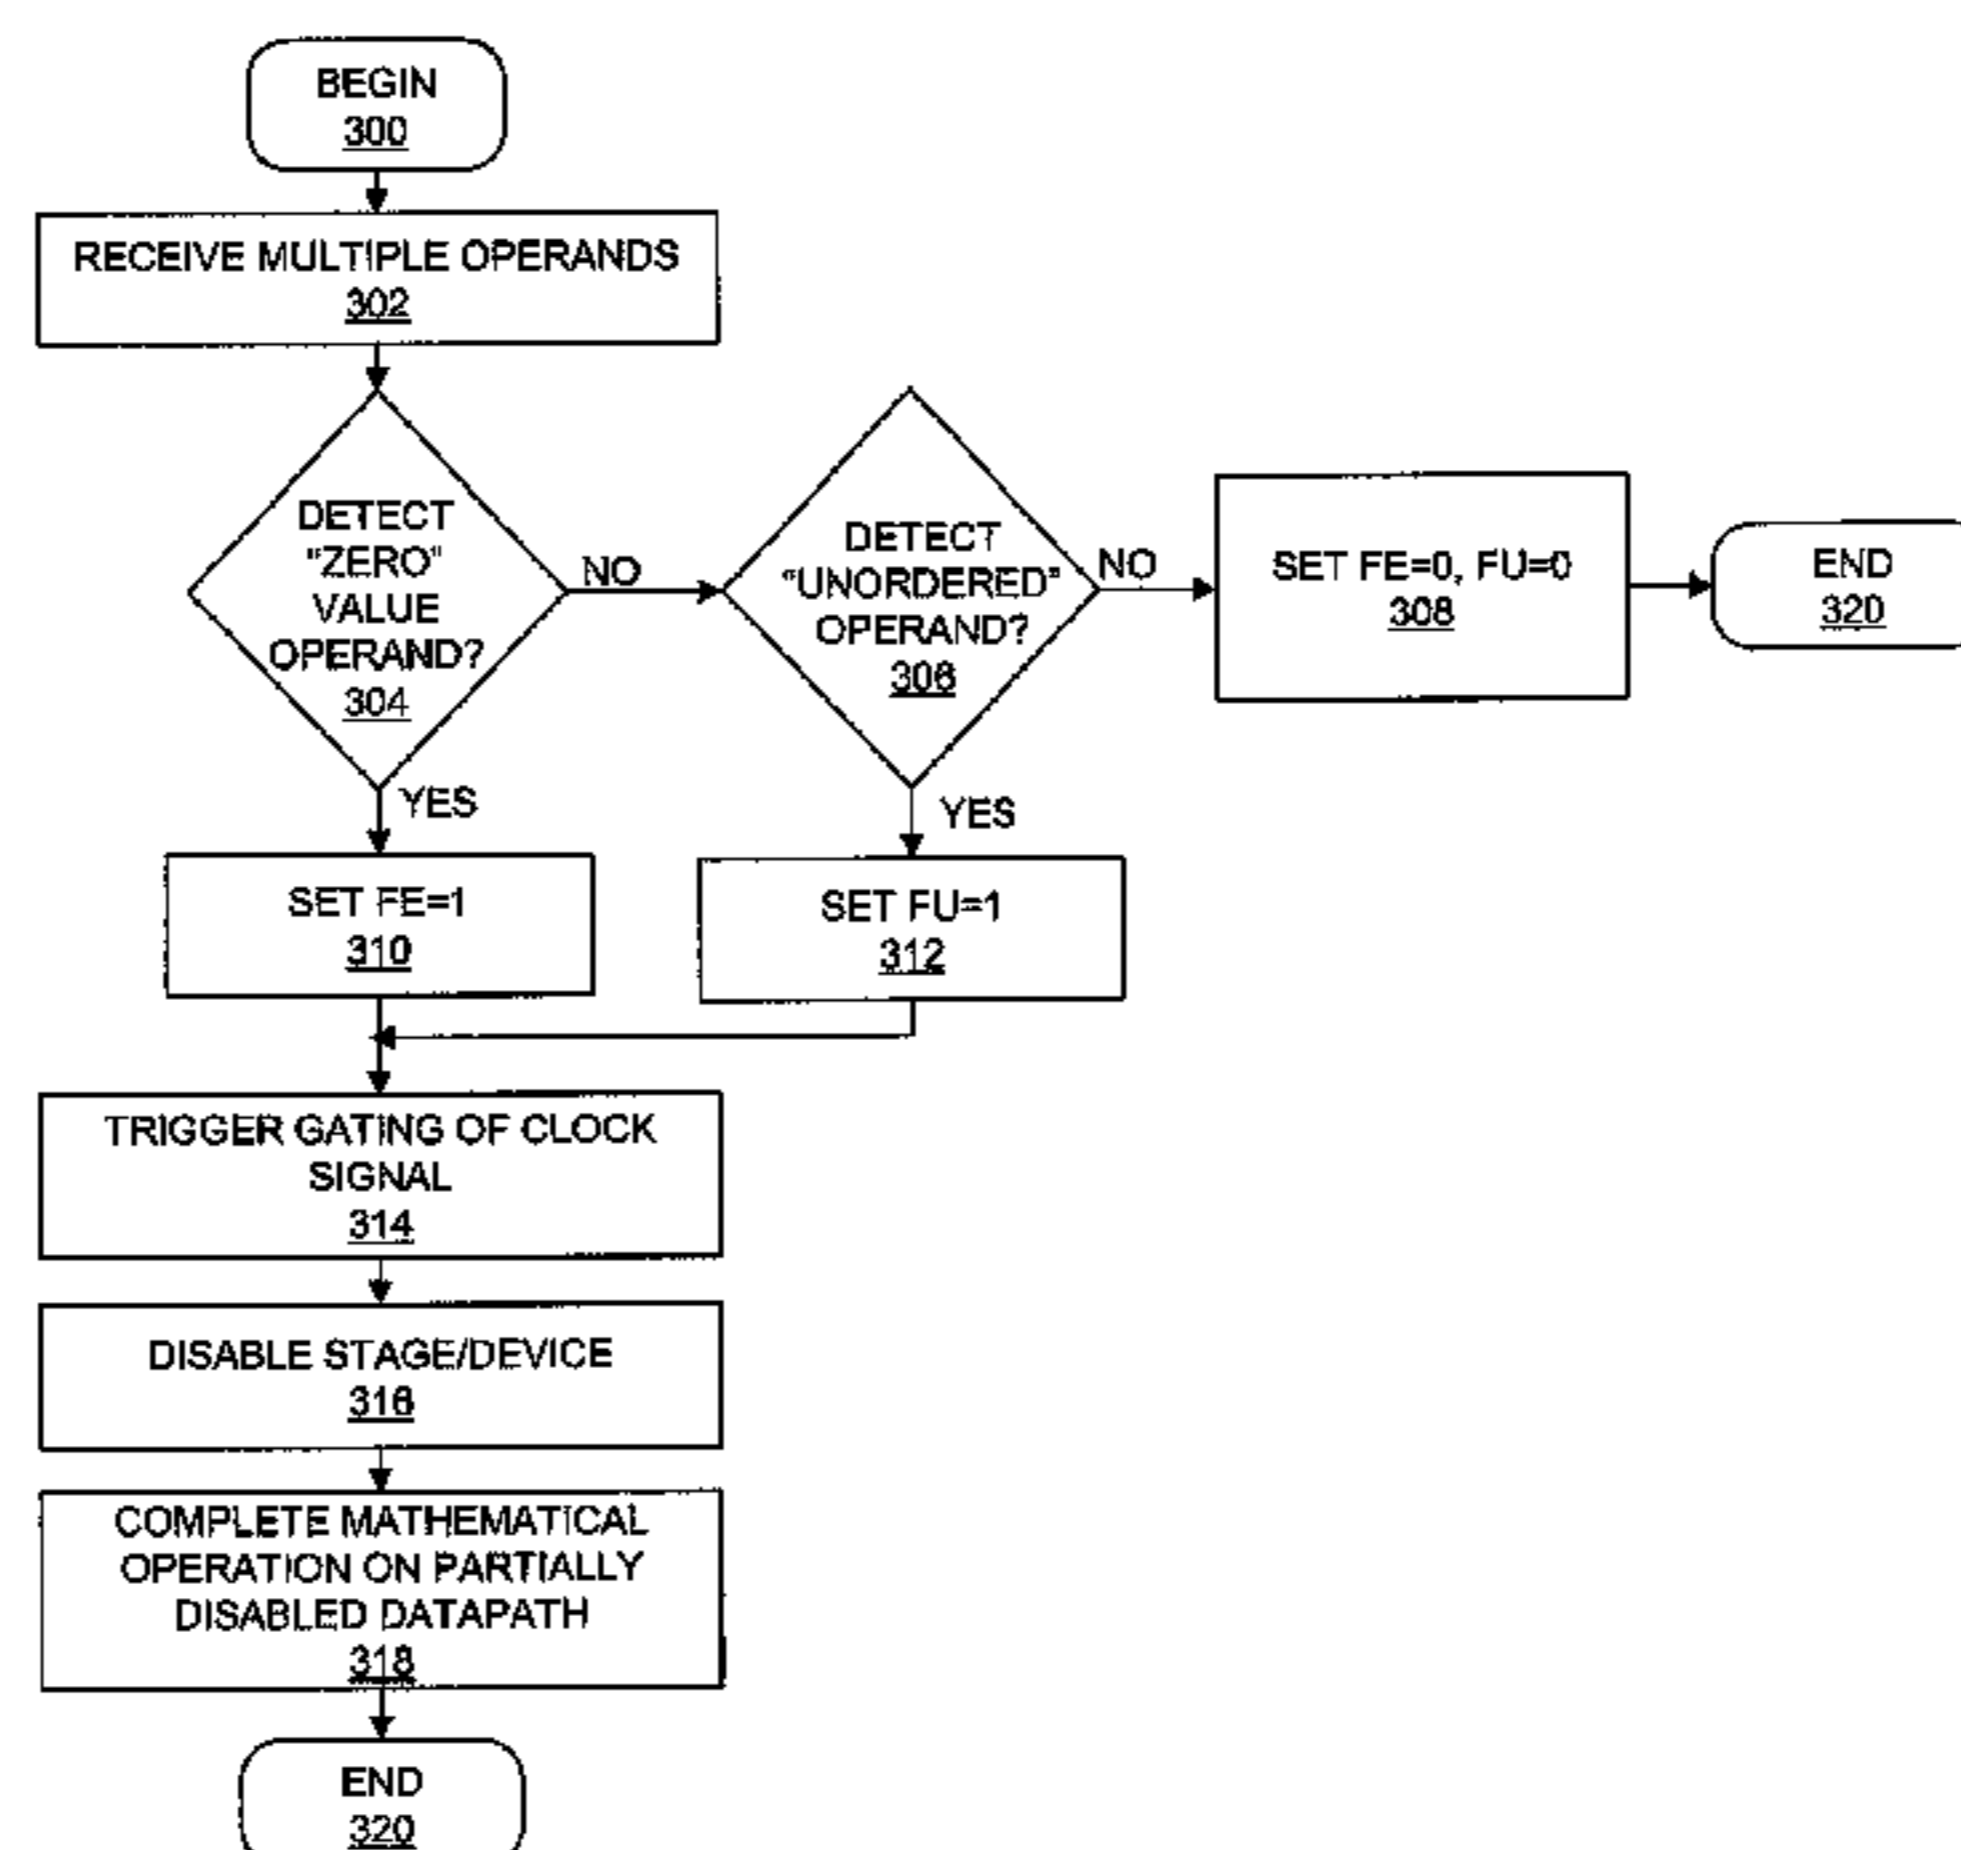 BEGIN
300
RECEIVE MULTIPLE OPERANDS
302
DETECT
"ZERO"
VALUE
OPERAND?
304
NO
DETECT
"UNORDERED"
OPERAND?
306
NO
SET FE=0, FU=0
308
END
320
YES
YES
SET FE=1
310
SET FU=1
312
TRIGGER GATING OF CLOCK
SIGNAL
314
DISABLE STAGE/DEVICE
316
COMPLETE MATHEMATICAL
OPERATION ON PARTIALLY
DISABLED DATAPATH
318
END
320